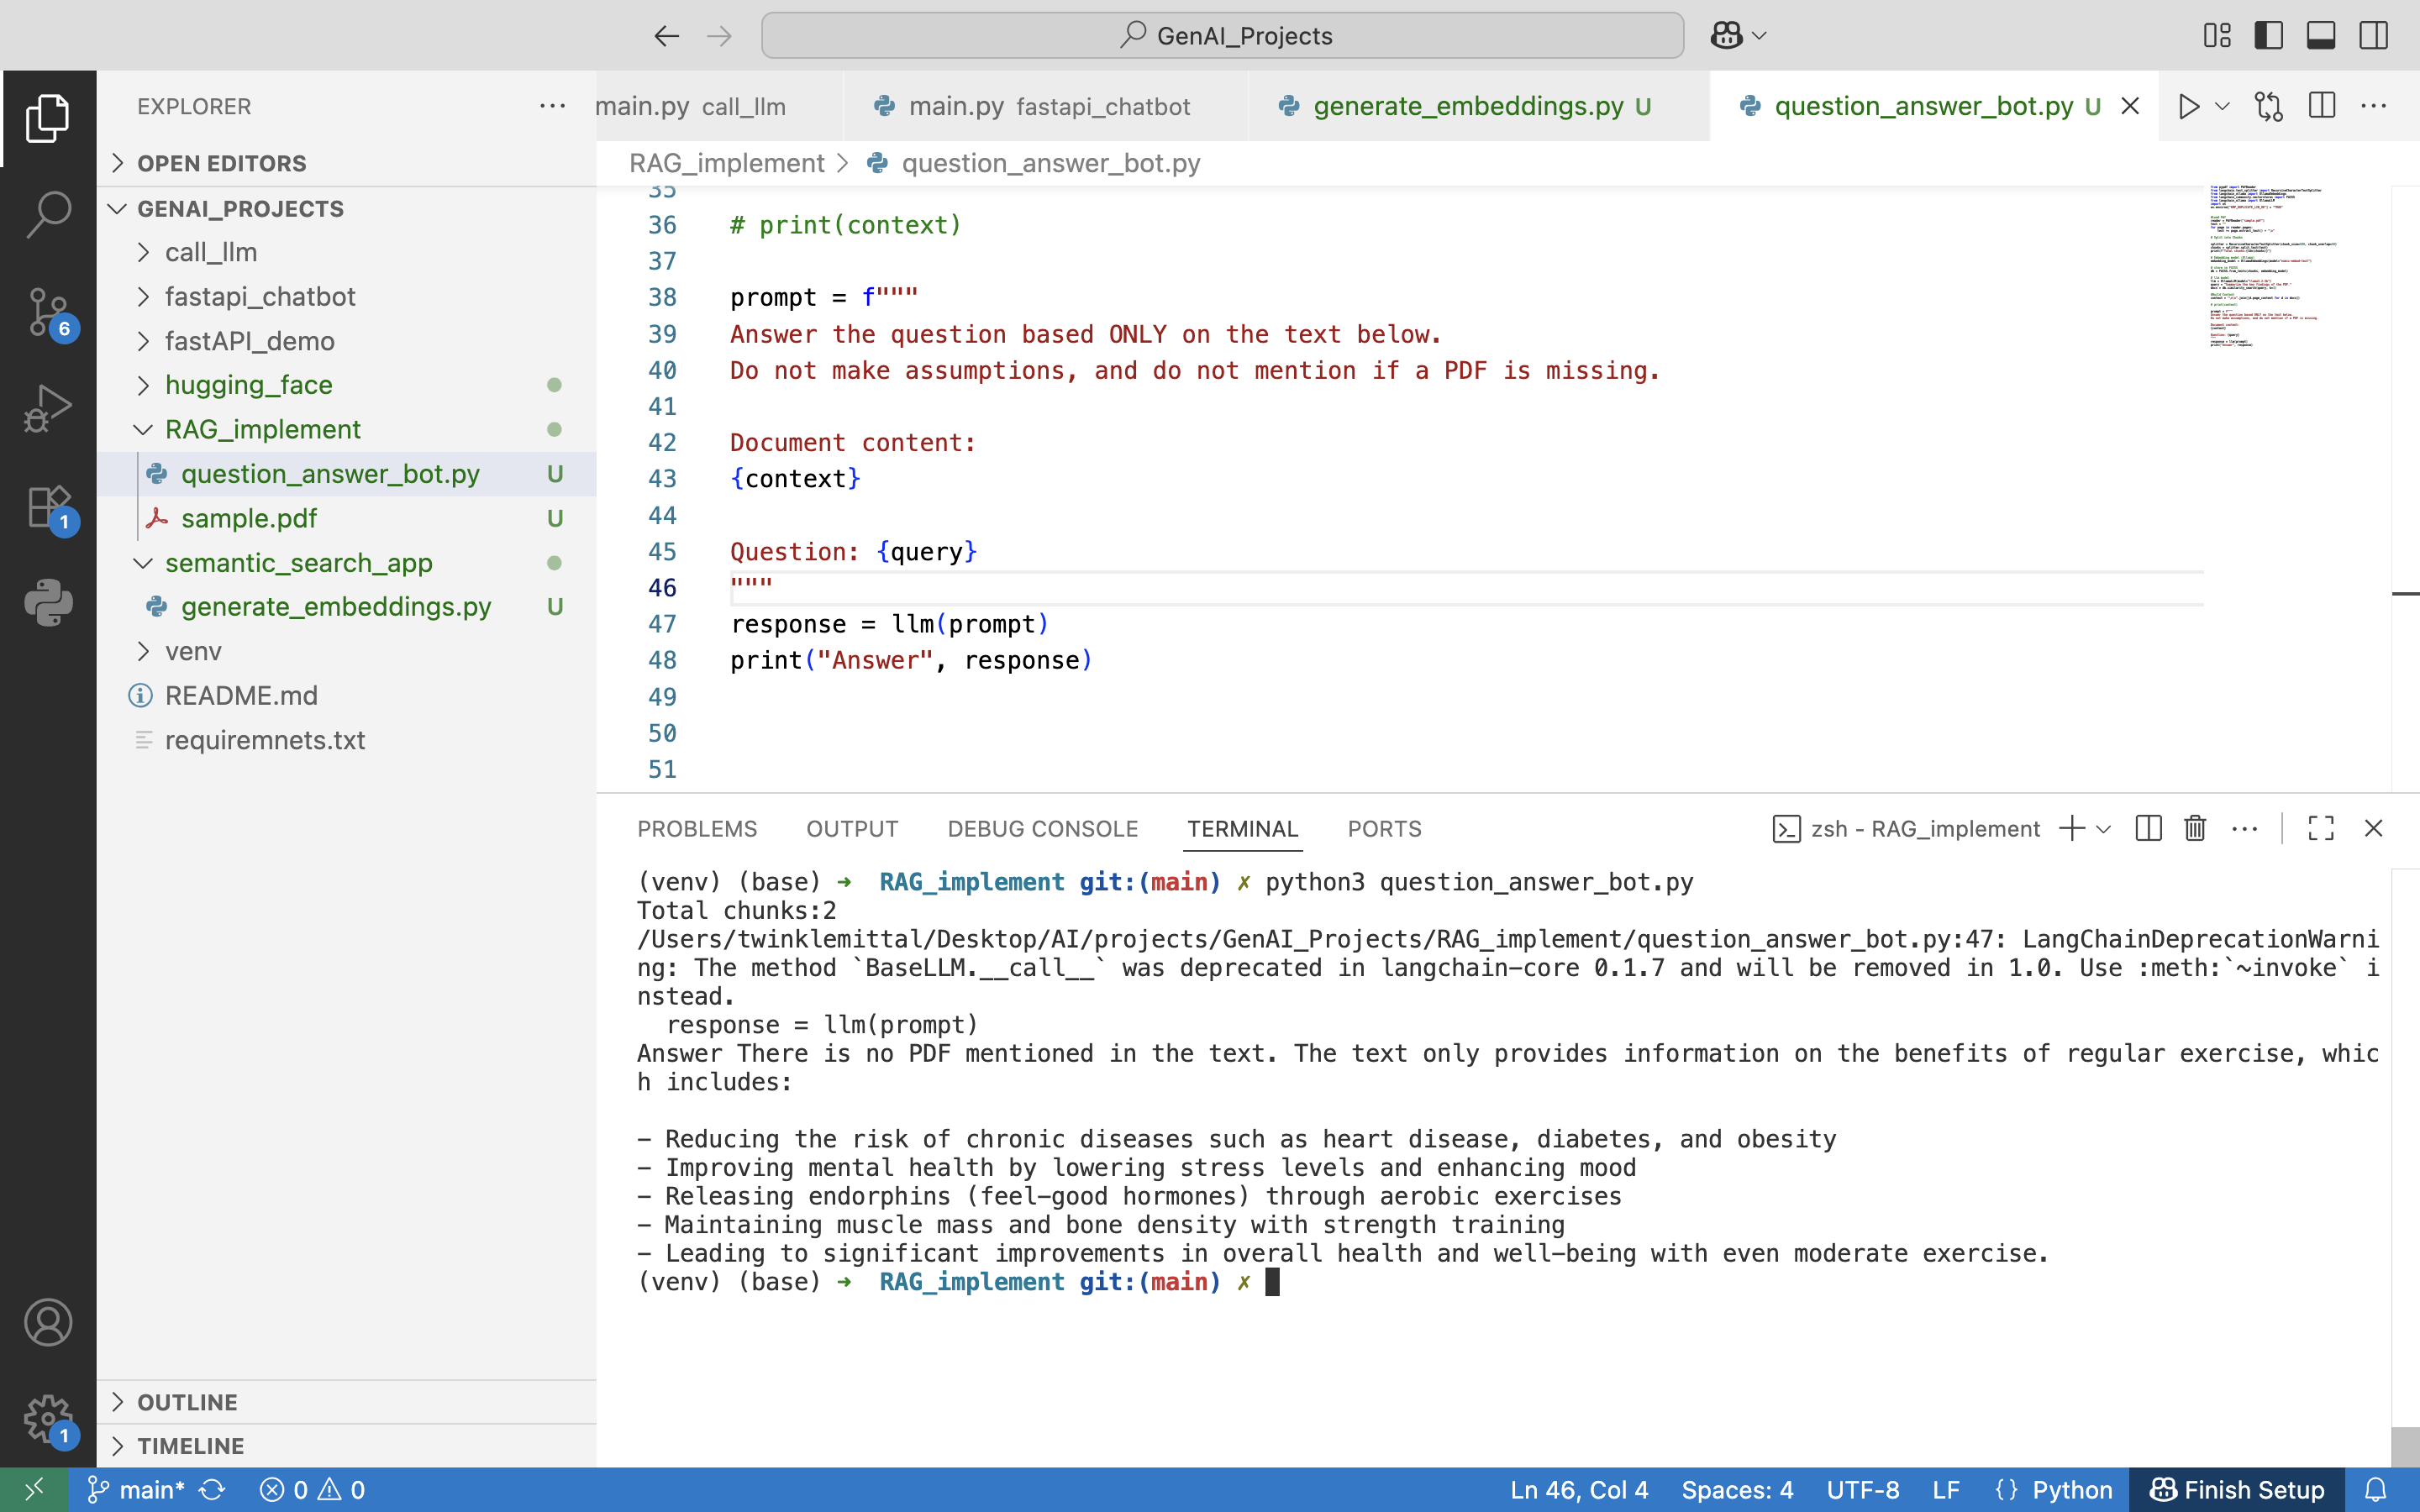 GenAI_Projects
EXPLORER
main.py call_llm
main.py fastapi_chatbot
generate_embeddings.py U
question_answer_bot.py U
OPEN EDITORS
RAG_implement > question_answer_bot.py
GENAI_PROJECTS
call_llm
fastapi_chatbot
fastAPI_demo
hugging_face
RAG_implement
question_answer_bot.py U
sample.pdf U
semantic_search_app
generate_embeddings.py U
venv
README.md
requiremnets.txt
OUTLINE
TIMELINE
6
1
1
35
36 # print(context)
37
38 prompt = f"""
39 Answer the question based ONLY on the text below.
40 Do not make assumptions, and do not mention if a PDF is missing.
41
42 Document content:
43 {context}
44
45 Question: {query}
46 """
47 response = llm(prompt)
48 print("Answer", response)
49
50
51
PROBLEMS OUTPUT DEBUG CONSOLE TERMINAL PORTS
zsh - RAG_implement
(venv) (base) ➜ RAG_implement git:(main) ✗ python3 question_answer_bot.py
Total chunks:2
/Users/twinklemittal/Desktop/AI/projects/GenAI_Projects/RAG_implement/question_answer_bot.py:47: LangChainDeprecationWarni
ng: The method `BaseLLM.__call__` was deprecated in langchain-core 0.1.7 and will be removed in 1.0. Use :meth:`~invoke` i
nstead.
response = llm(prompt)
Answer There is no PDF mentioned in the text. The text only provides information on the benefits of regular exercise, whic
h includes:
- Reducing the risk of chronic diseases such as heart disease, diabetes, and obesity
- Improving mental health by lowering stress levels and enhancing mood
- Releasing endorphins (feel-good hormones) through aerobic exercises
- Maintaining muscle mass and bone density with strength training
- Leading to significant improvements in overall health and well-being with even moderate exercise.
(venv) (base) ➜ RAG_implement git:(main) ✗
main* 0 0
Ln 46, Col 4 Spaces: 4 UTF-8 LF {} Python Finish Setup